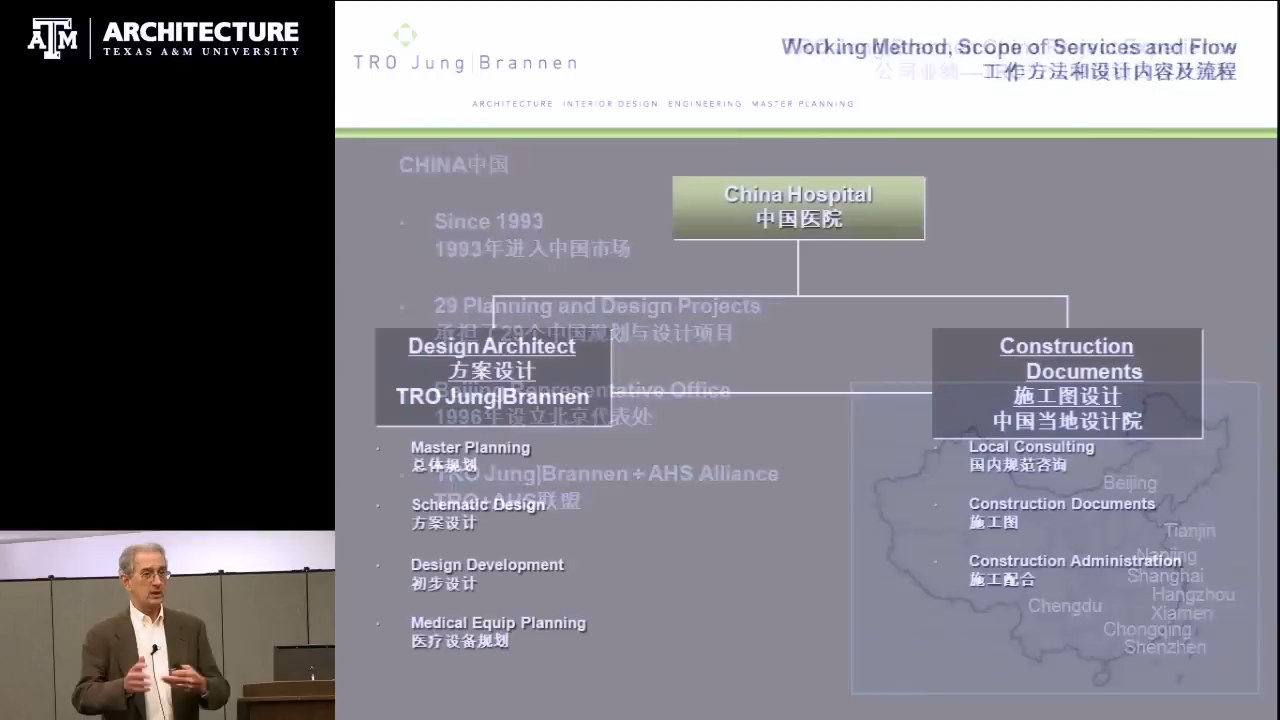 ARCHITECTURE
TEXAS A&M UNIVERSITY
TRO Jung|Brannen
ARCHITECTURE INTERIOR DESIGN ENGINEERING MASTER PLANNING
Working Method, Scope of Services and Flow
工作方法和设计内容及流程
CHINA中国
Since 1993
1993年进入中国市场
29 Planning and Design Projects
承担了29个中国规划与设计项目
Beijing Representative Office
1996年设立北京代表处
TRO Jung|Brannen + AHS Alliance
TRO+AHS联盟
China Hospital
中国医院
Design Architect
方案设计
TRO Jung|Brannen
Master Planning
总体规划
Schematic Design
方案设计
Design Development
初步设计
Medical Equip Planning
医疗设备规划
Construction
Documents
施工图设计
中国当地设计院
Local Consulting
国内规范咨询
Construction Documents
施工图
Construction Administration
施工配合
Beijing
Tianjin
Nanjing
Shanghai
Hangzhou
Chengdu
Xiamen
Chongqing
Shenzhen